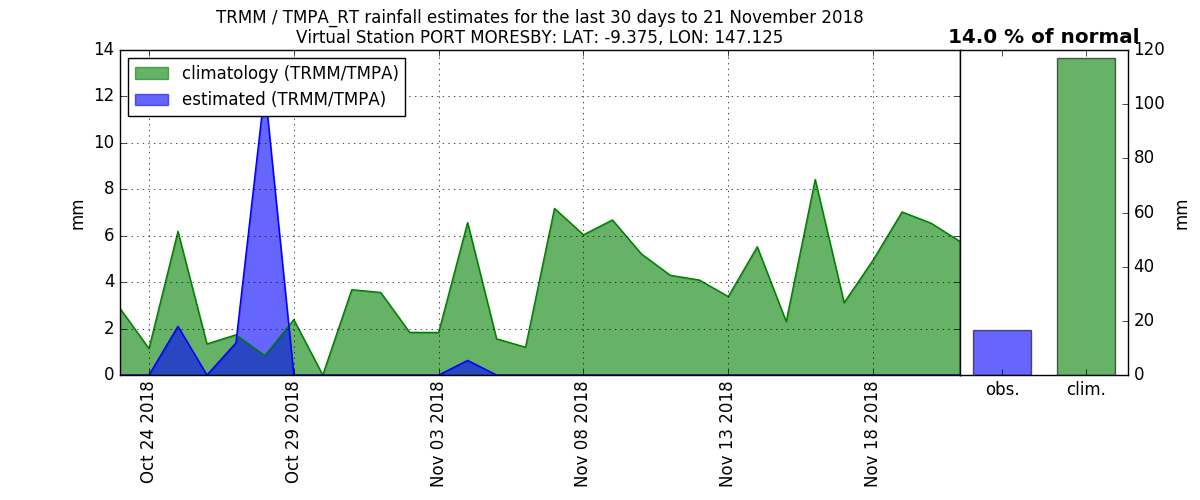 TRMM / TMPA_RT rainfall estimates for the last 30 days to 21 November 2018
Virtual Station PORT MORESBY: LAT: -9.375, LON: 147.125
14.0 % of normal
climatology (TRMM/TMPA)
estimated (TRMM/TMPA)
14
12
10
8
6
4
2
0
mm
Oct 24 2018
Oct 29 2018
Nov 03 2018
Nov 08 2018
Nov 13 2018
Nov 18 2018
120
100
80
60
40
20
0
mm
obs.
clim.